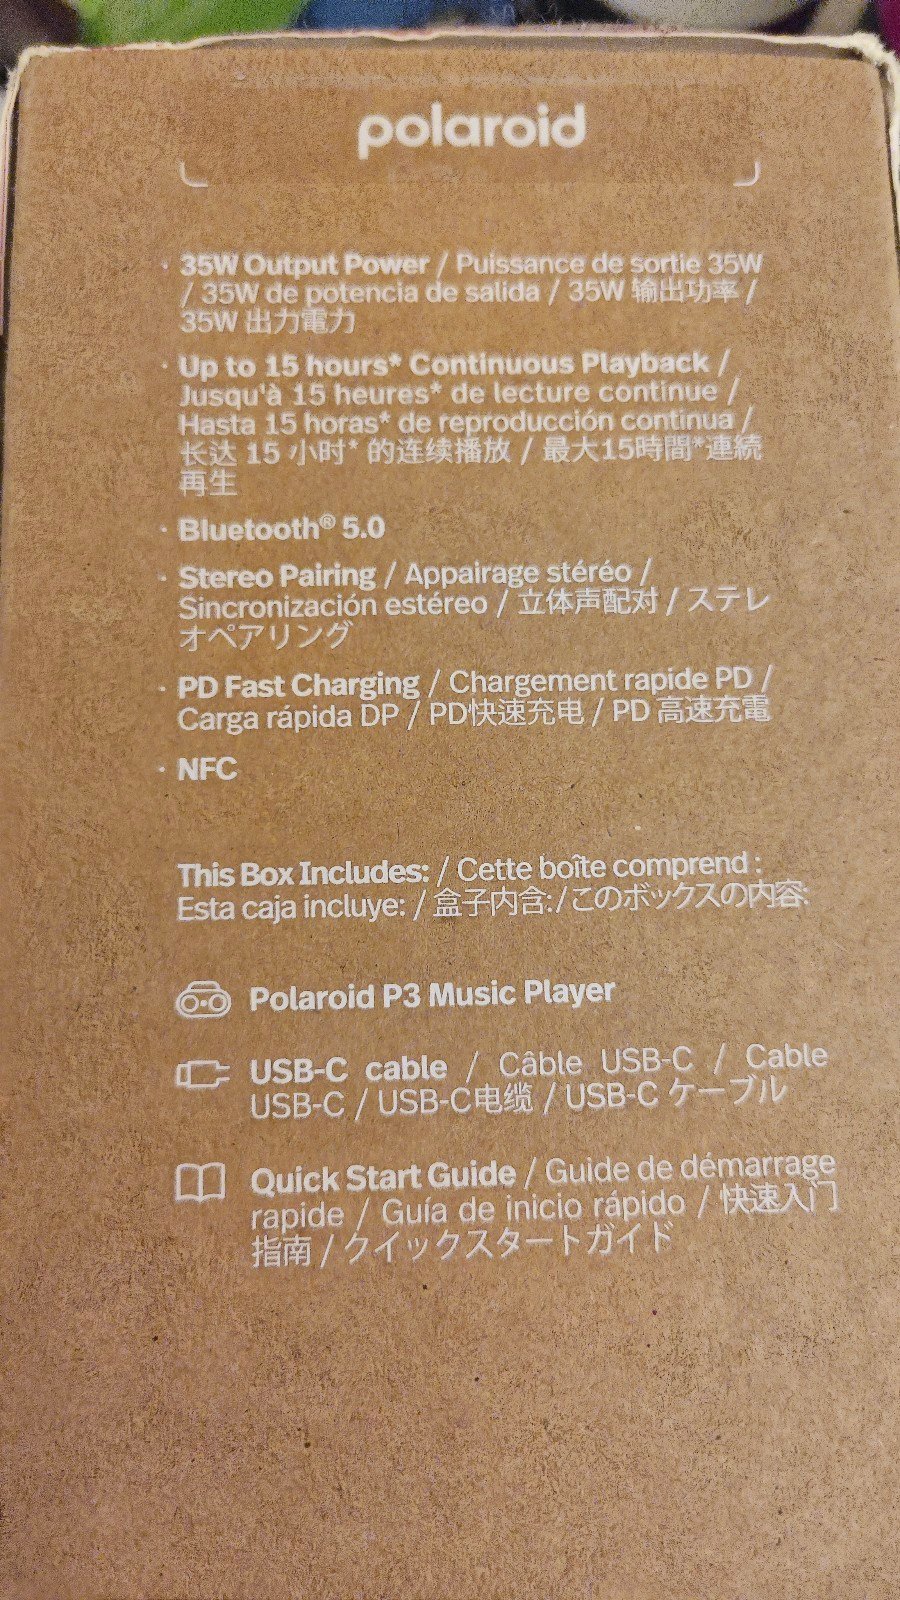 polaroid
· 35W Output Power / Puissance de sortie 35W
/ 35W de potencia de salida / 35W 输出功率 /
35W 出力電力
· Up to 15 hours* Continuous Playback /
Jusqu'à 15 heures* de lecture continue /
Hasta 15 horas* de reproducción continua /
长达 15 小时* 的连续播放 / 最大15時間*連続
再生
· Bluetooth® 5.0
· Stereo Pairing / Appairage stéréo /
Sincronización estéreo / 立体声配对 / ステレ
オペアリング
· PD Fast Charging / Chargement rapide PD /
Carga rápida DP / PD快速充电 / PD 高速充電
· NFC
This Box Includes: / Cette boîte comprend :
Esta caja incluye: / 盒子内含: / このボックスの内容:
Polaroid P3 Music Player
USB-C cable / Câble USB-C / Cable
USB-C / USB-C电缆 / USB-C ケーブル
Quick Start Guide / Guide de démarrage
rapide / Guía de inicio rápido / 快速入门
指南 / クイックスタートガイド